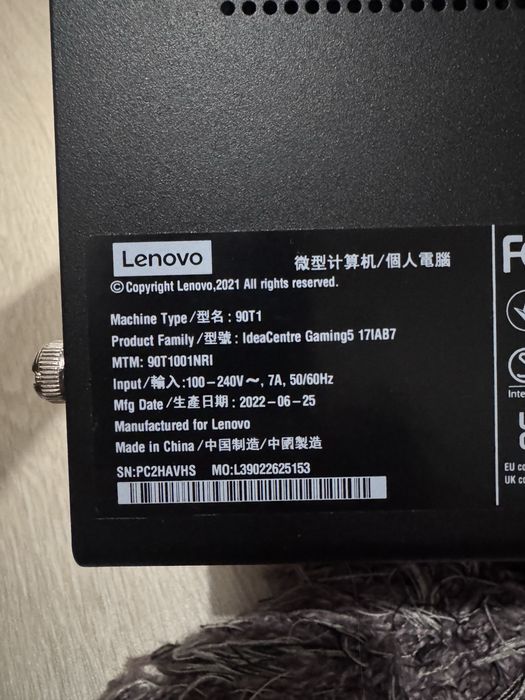 Lenovo
微型计算机/個人電腦
©Copyright Lenovo,2021 All rights reserved.
Machine Type /型名 : 90T1
Product Family /型號 : IdeaCentre Gaming5 17IAB7
MTM: 90T1001NRI
Input/輸入:100-240V~, 7A, 50/60Hz
Mfg Date /生產日期 : 2022-06-25
Manufactured for Lenovo
Made in China /中国制造/中國製造
SN:PC2HAVHS MO:L39022625153
EU
UK